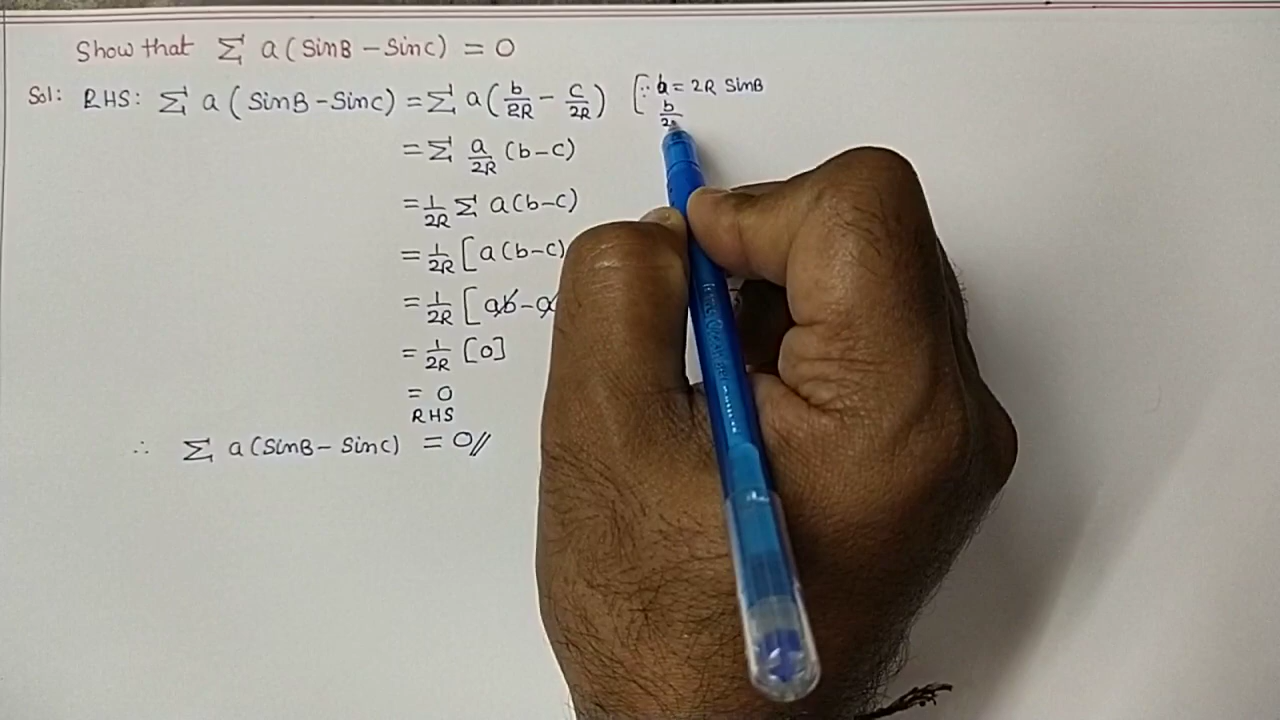 Show that Σ a (SinB - Sinc) = 0
Sol: RHS: Σ a (SinB - Sinc) = Σ a (b/2R - c/2R) [∵ b = 2R SinB
b/2R
= Σ a/2R (b-c)
= 1/2R Σ a(b-c)
= 1/2R [a(b-c)
= 1/2R [ab-a
= 1/2R [0]
= 0
RHS
∴ Σ a(SinB - Sinc) = 0//